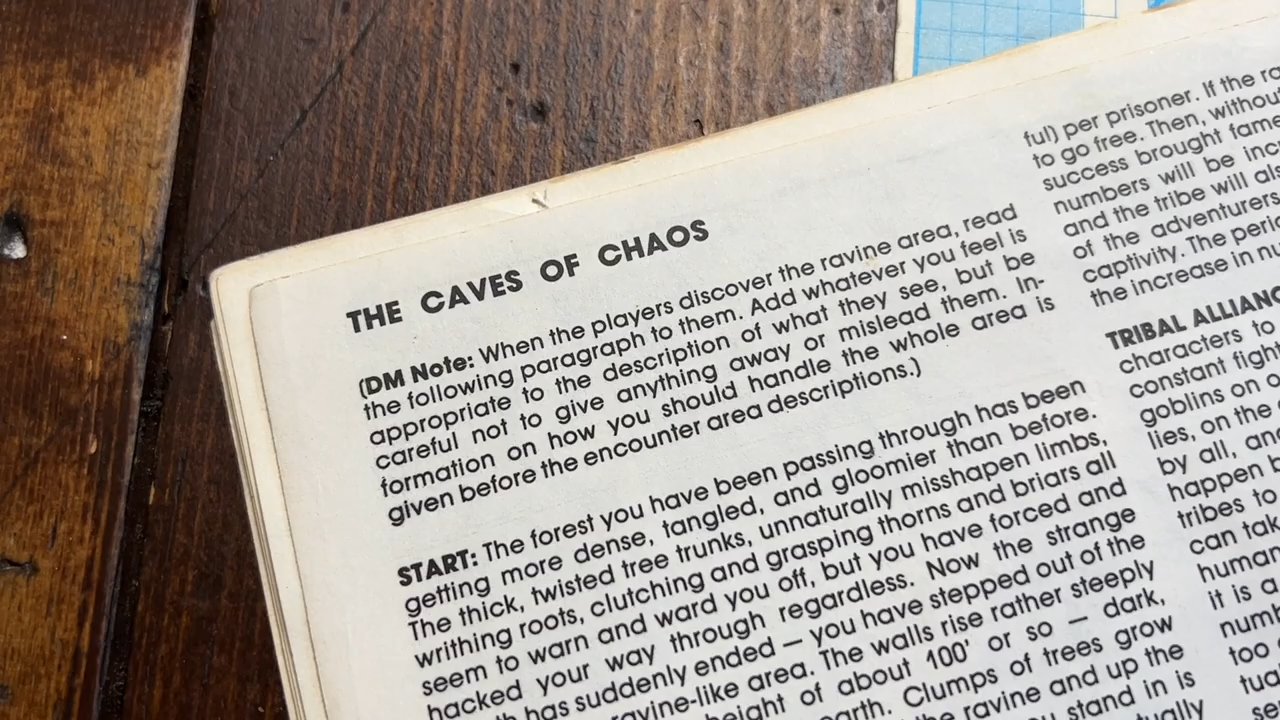 THE CAVES OF CHAOS
(DM Note: When the players discover the ravine area, read
the following paragraph to them. Add whatever you feel is
appropriate to the description of what they see, but be
careful not to give anything away or mislead them. In-
formation on how you should handle the whole area is
given before the encounter area descriptions.)
START: The forest you have been passing through has been
getting more dense, tangled, and gloomier than before.
The thick, twisted tree trunks, unnaturally misshapen limbs,
writhing roots, clutching and grasping thorns and briars all
seem to warn and ward you off, but you have forced and
hacked your way through regardless. Now the strange
has suddenly ended — you have stepped out of the
ravine-like area. The walls rise rather steeply
height of about 100' or so — dark,
earth. Clumps of trees grow
the ravine and up the
you stand in is
ful) per prisoner. If the
to go free. Then, without
success brought fame
numbers will be
and the tribe will
of the adventurers
captivity. The
the increase in
TRIBAL
characters to
constant
goblins on
lies, on the
by all,
happen
tribes to
can
human
it is a
too